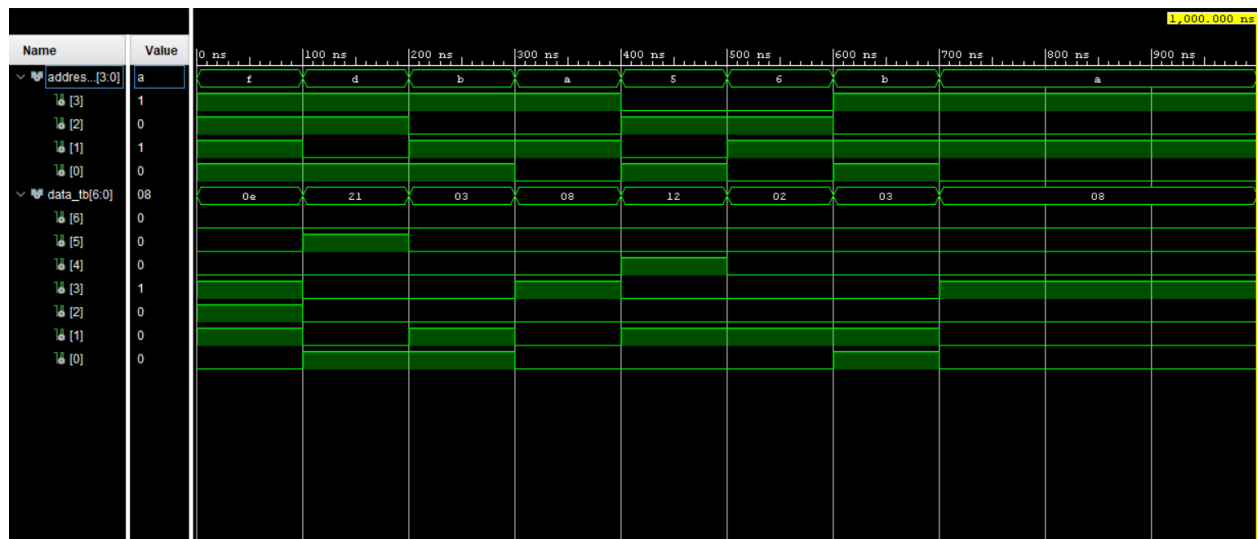 1,000.000 ns
Name Value 0 ns 100 ns 200 ns 300 ns 400 ns 500 ns 600 ns 700 ns 800 ns 900 ns
addres...[3:0] a f d b a 5 6 b a
[3] 1
[2] 0
[1] 1
[0] 0
data_tb[6:0] 08 0e 21 03 08 12 02 03 08
[6] 0
[5] 0
[4] 0
[3] 1
[2] 0
[1] 0
[0] 0